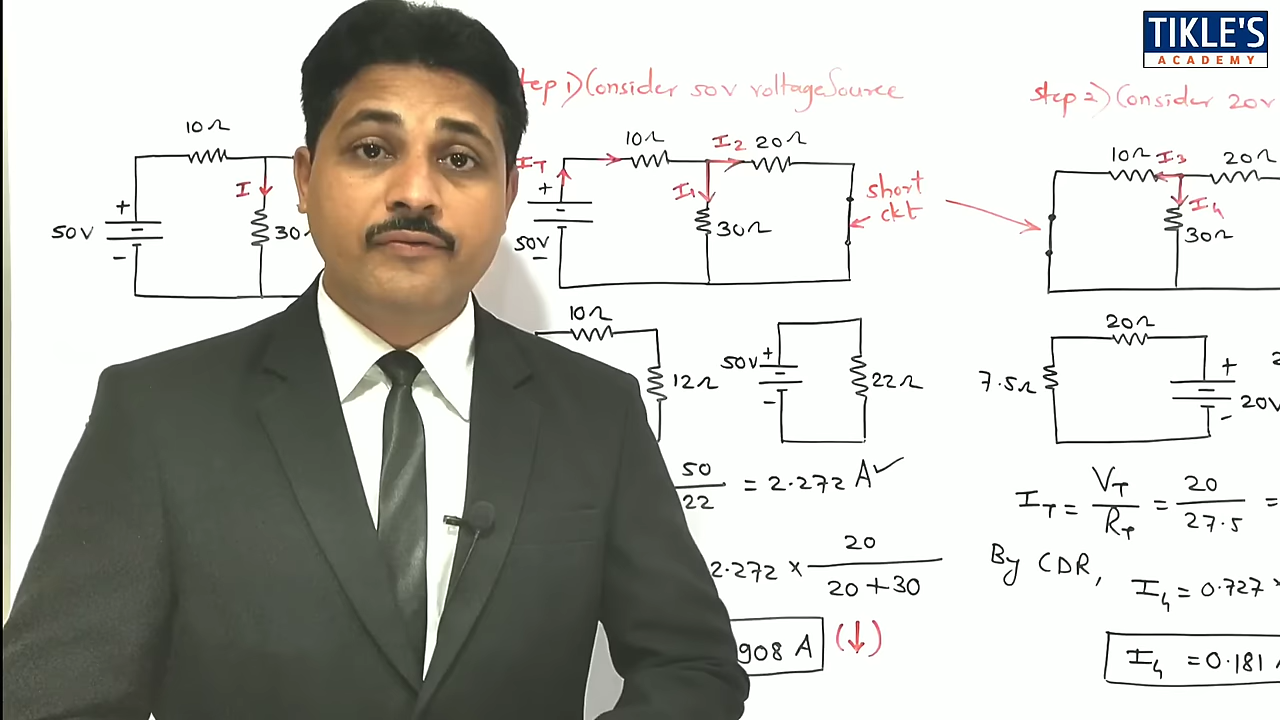 TIKLE'S
ACADEMY
tep 1) Consider 50V voltage Source
Step 2) Consider 20V
10Ω
50V
+
-
I
30
IT
+
50V
-
10Ω
I2
20Ω
I1
30Ω
short
ckt
10Ω
I3
20Ω
I4
30Ω
10Ω
12Ω
50V
+
-
22Ω
7.5Ω
20Ω
+
-
20V
50/22 = 2.272 A✓
2.272 × 20/20+30
908 A (↓)
IT = VT/RT = 20/27.5 =
By CDR,
I4 = 0.727 ×
I4 = 0.181